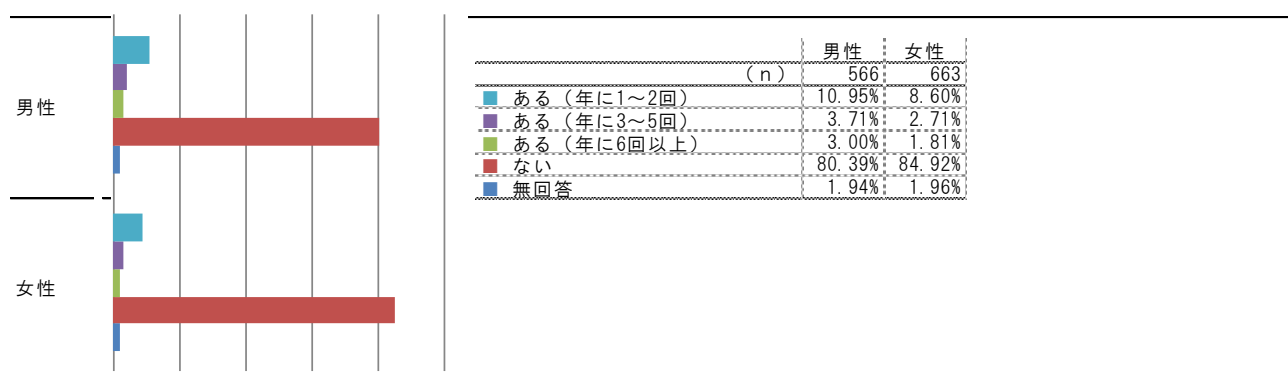 男性
女性
男性 女性
(n) 566 663
ある（年に1～2回） 10.95% 8.60%
ある（年に3～5回） 3.71% 2.71%
ある（年に6回以上） 3.00% 1.81%
ない 80.39% 84.92%
無回答 1.94% 1.96%